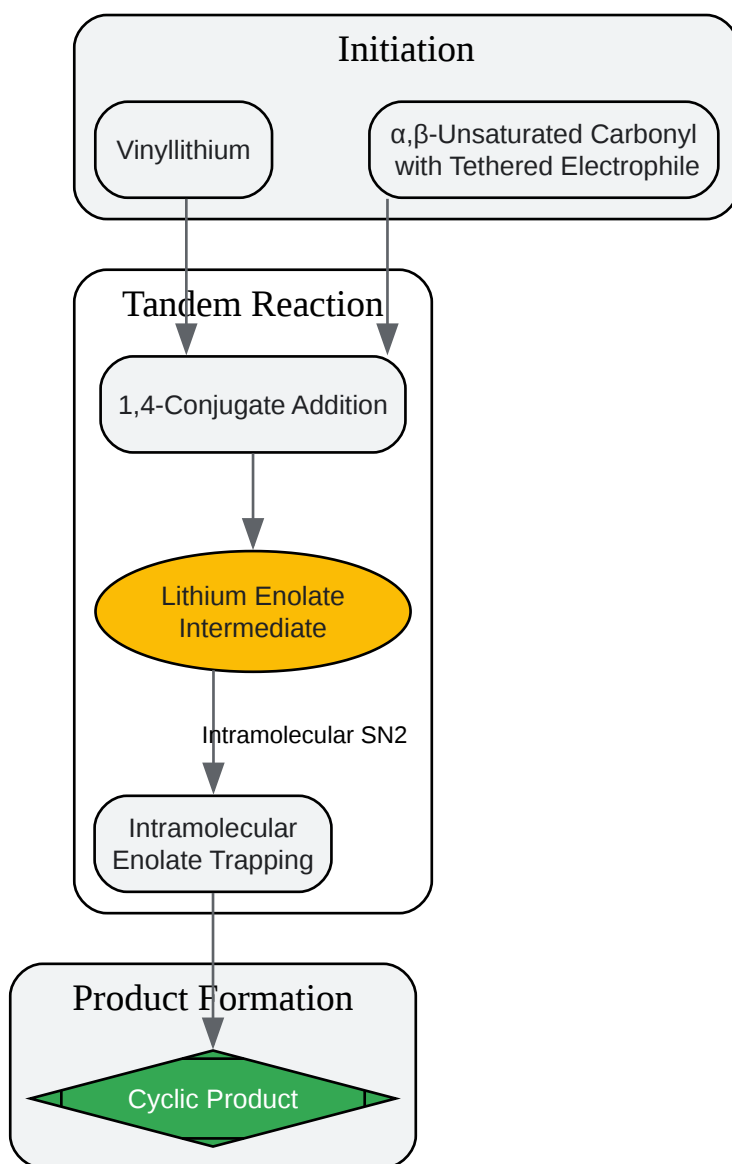 Initiation
Vinyllithium
α,β-Unsaturated Carbonyl
with Tethered Electrophile
Tandem Reaction
1,4-Conjugate Addition
Lithium Enolate
Intermediate
Intramolecular SN2
Intramolecular
Enolate Trapping
Product Formation
Cyclic Product